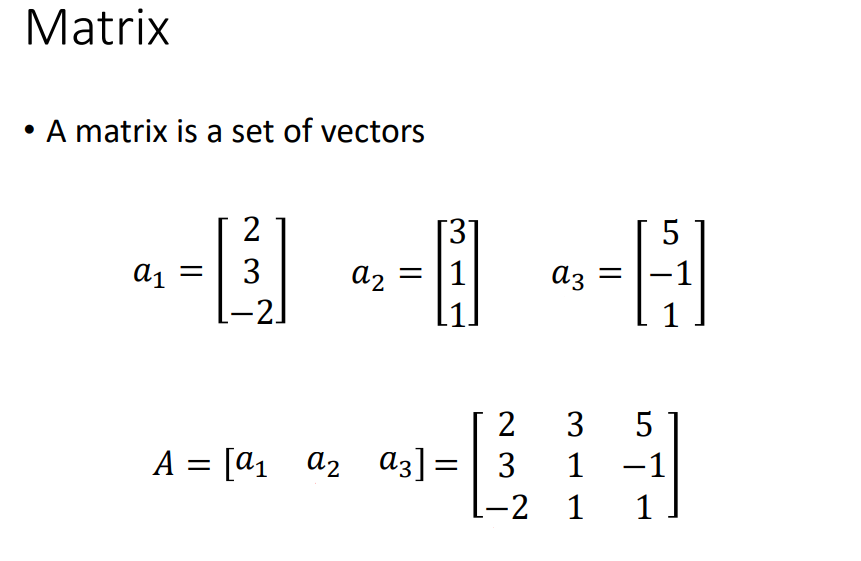 Matrix
• A matrix is a set of vectors
a₁ = [2 3 −2] a₂ = [3 1 1] a₃ = [5 −1 1]
A = [a₁ a₂ a₃] = [2 3 5
3 1 −1
−2 1 1]